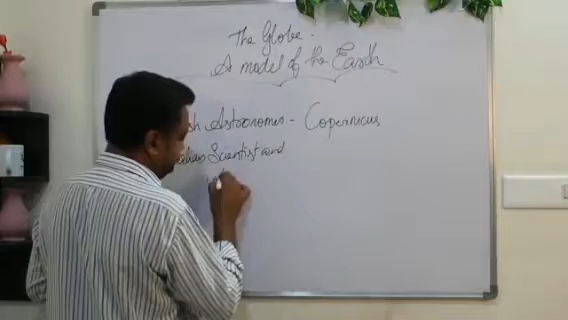 The Globe.
A model of the Earth
Astronomer - Copernicus
Scientist and